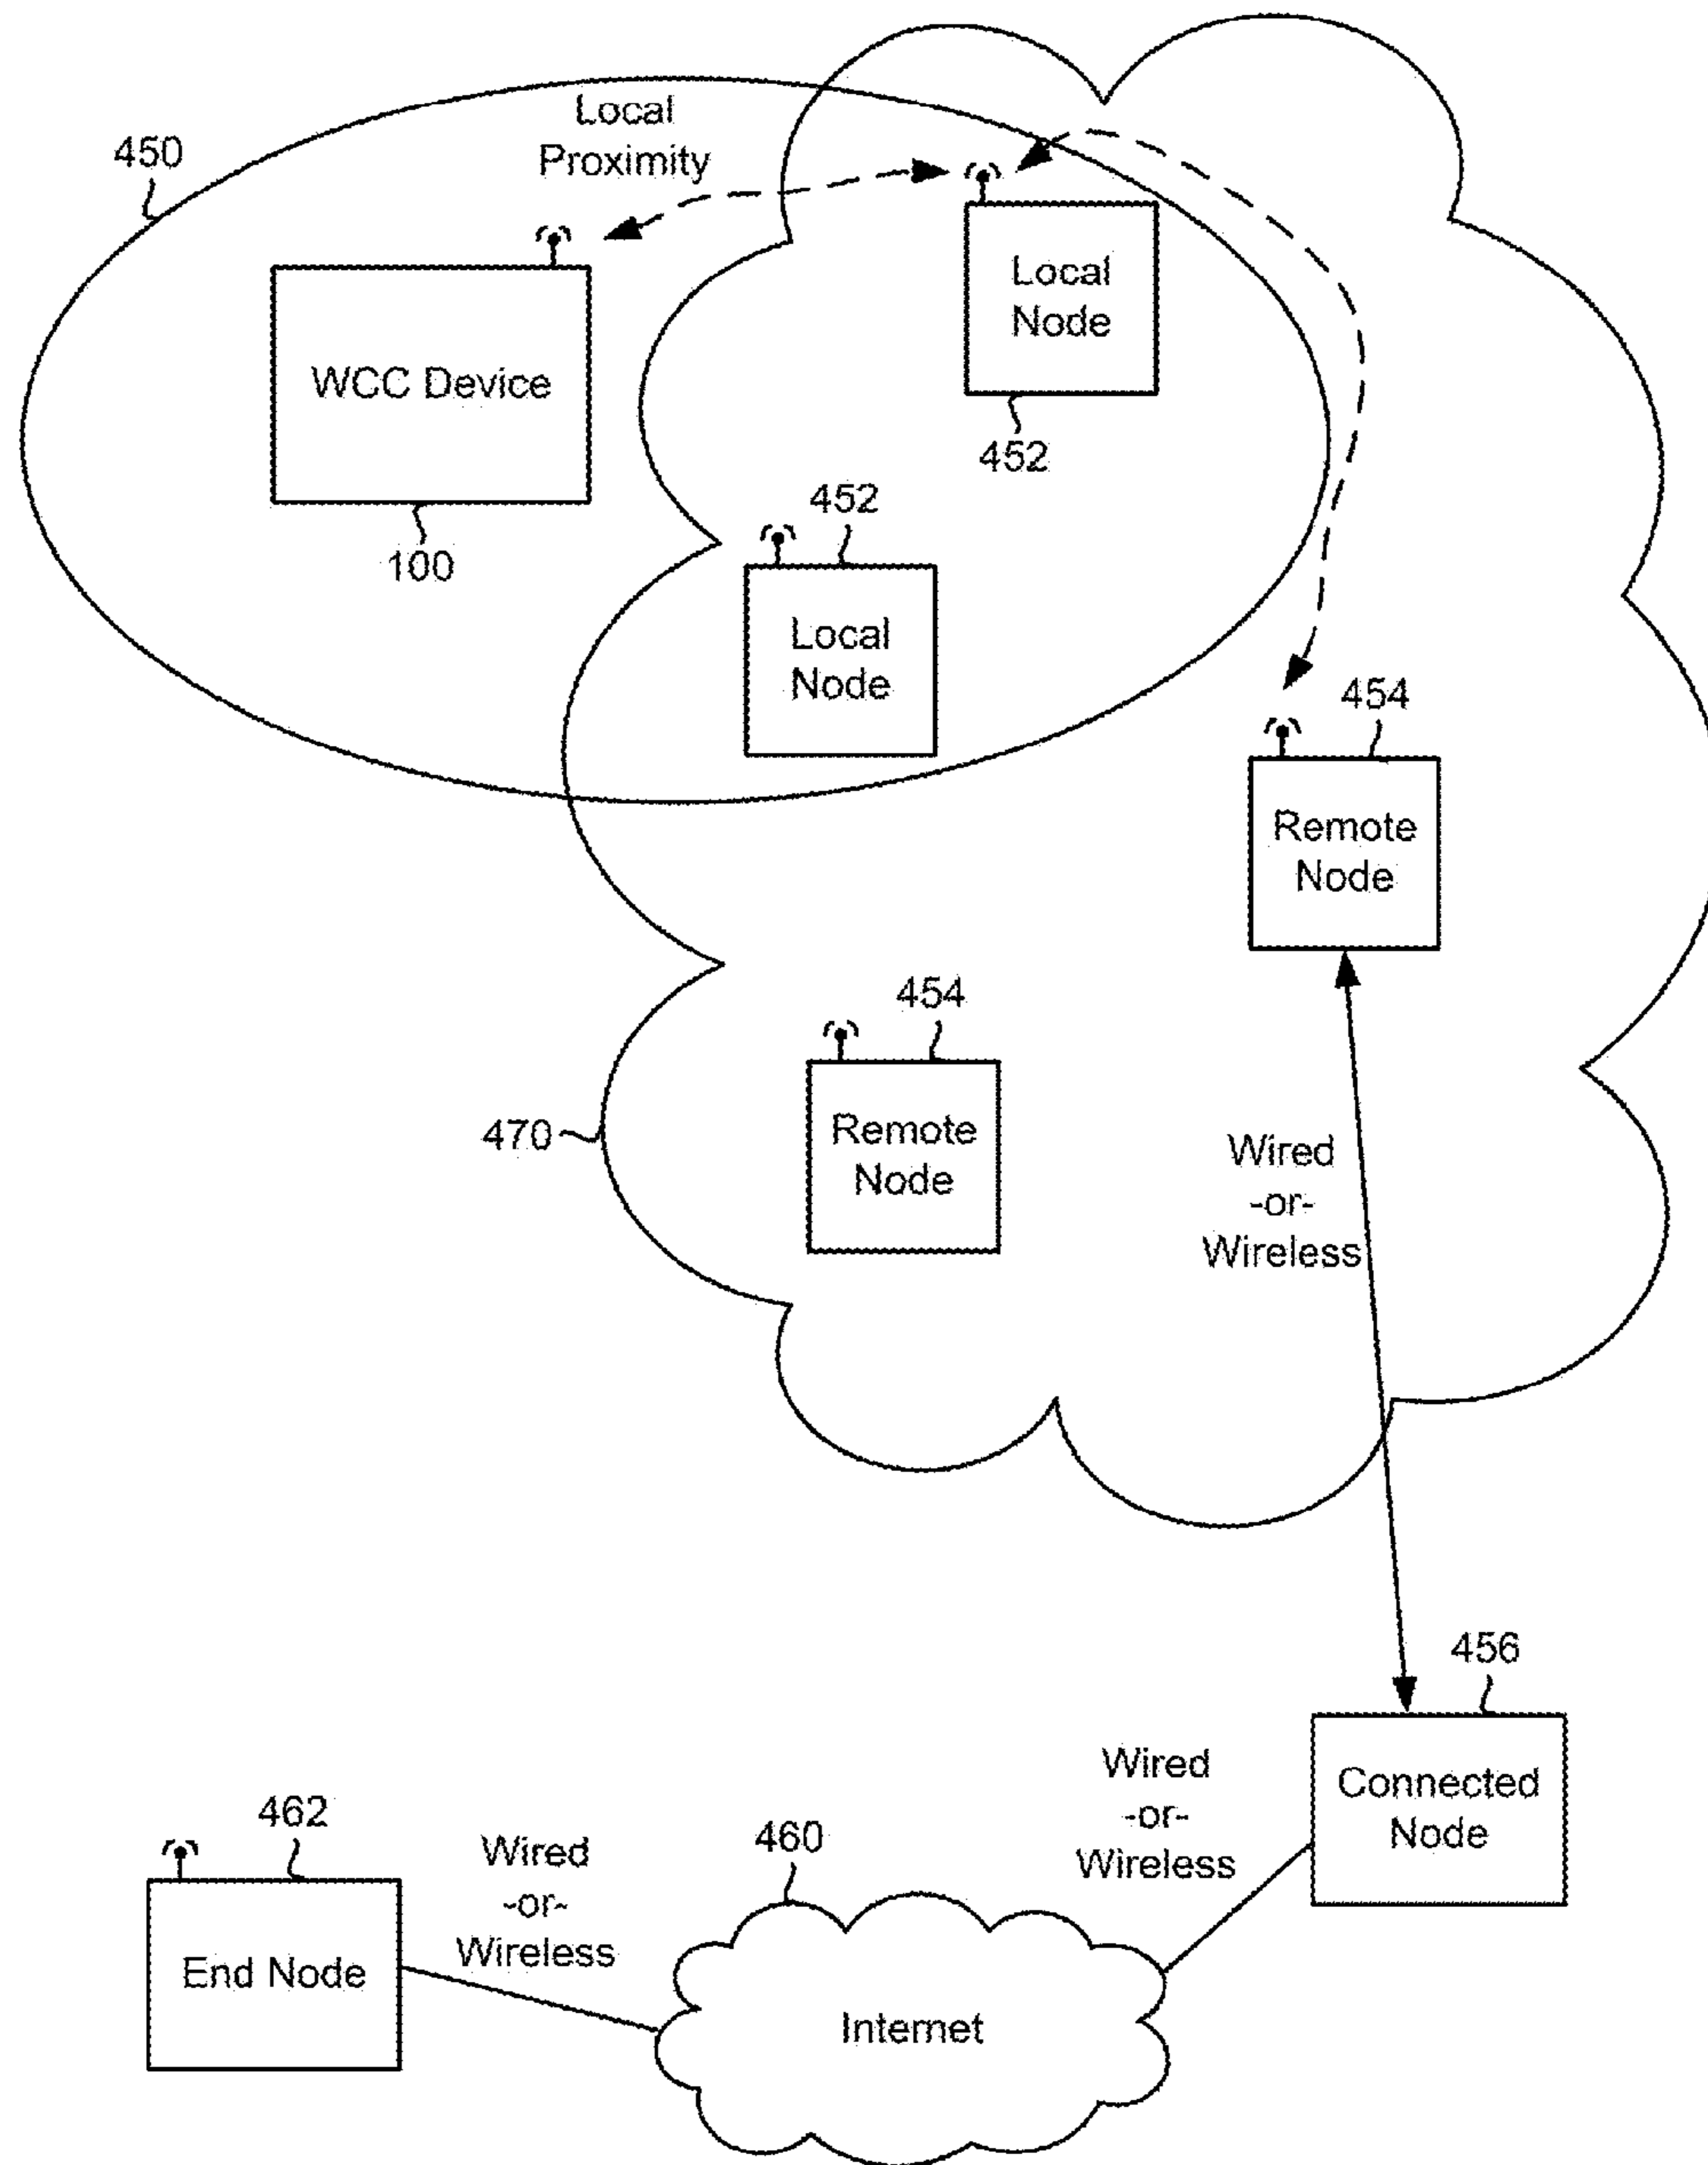 Local
Proximity
450
WCC Device
100
Local
Node
452
452
Local
Node
454
Remote
Node
454
Remote
Node
470
Wired
-or-
Wireless
456
Connected
Node
Wired
-or-
Wireless
460
Internet
Wired
-or-
Wireless
462
End Node